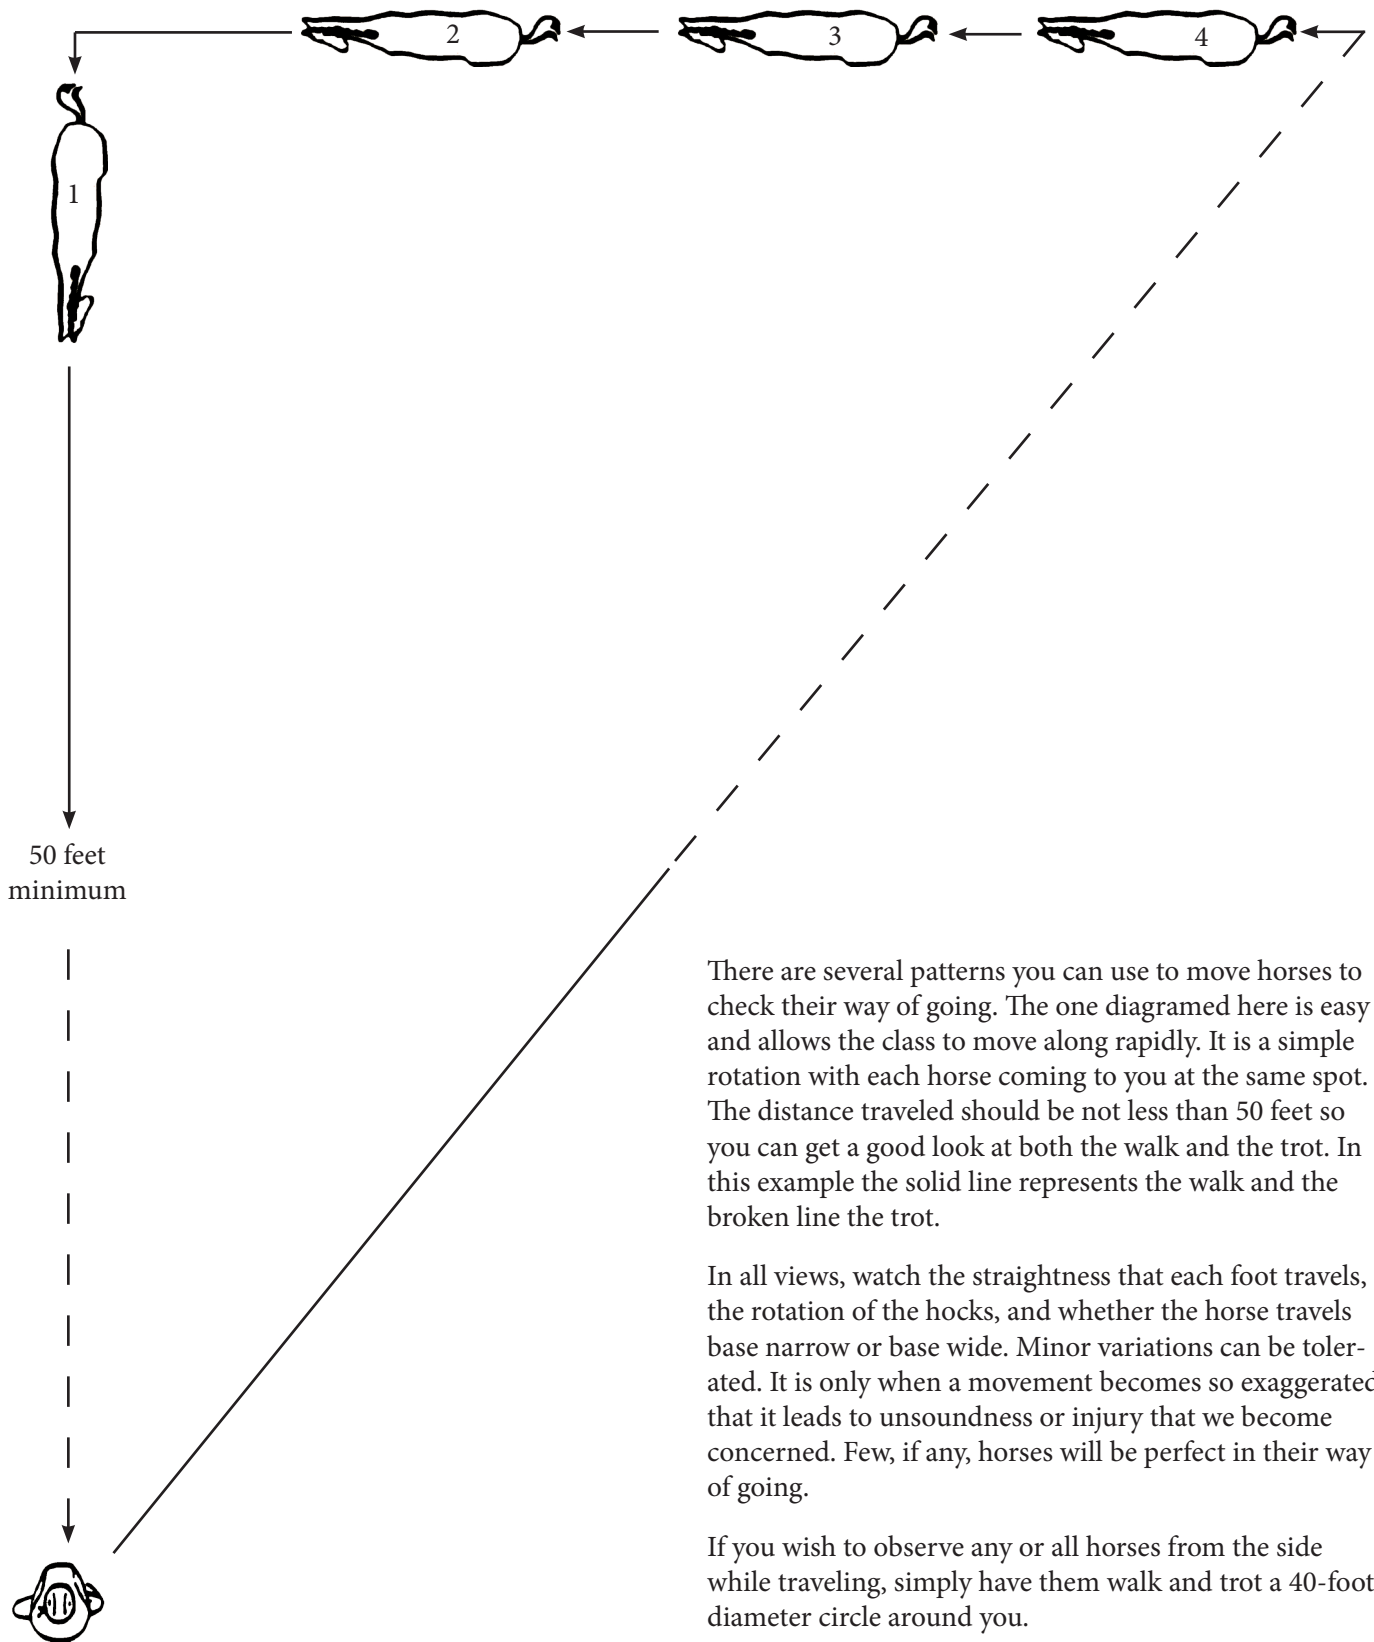 2
3
4
1
50 feet
minimum
There are several patterns you can use to move horses to
check their way of going. The one diagramed here is easy
and allows the class to move along rapidly. It is a simple
rotation with each horse coming to you at the same spot.
The distance traveled should be not less than 50 feet so
you can get a good look at both the walk and the trot. In
this example the solid line represents the walk and the
broken line the trot.
In all views, watch the straightness that each foot travels,
the rotation of the hocks, and whether the horse travels
base narrow or base wide. Minor variations can be toler-
ated. It is only when a movement becomes so exaggerated
that it leads to unsoundness or injury that we become
concerned. Few, if any, horses will be perfect in their way
of going.
If you wish to observe any or all horses from the side
while traveling, simply have them walk and trot a 40-foot
diameter circle around you.